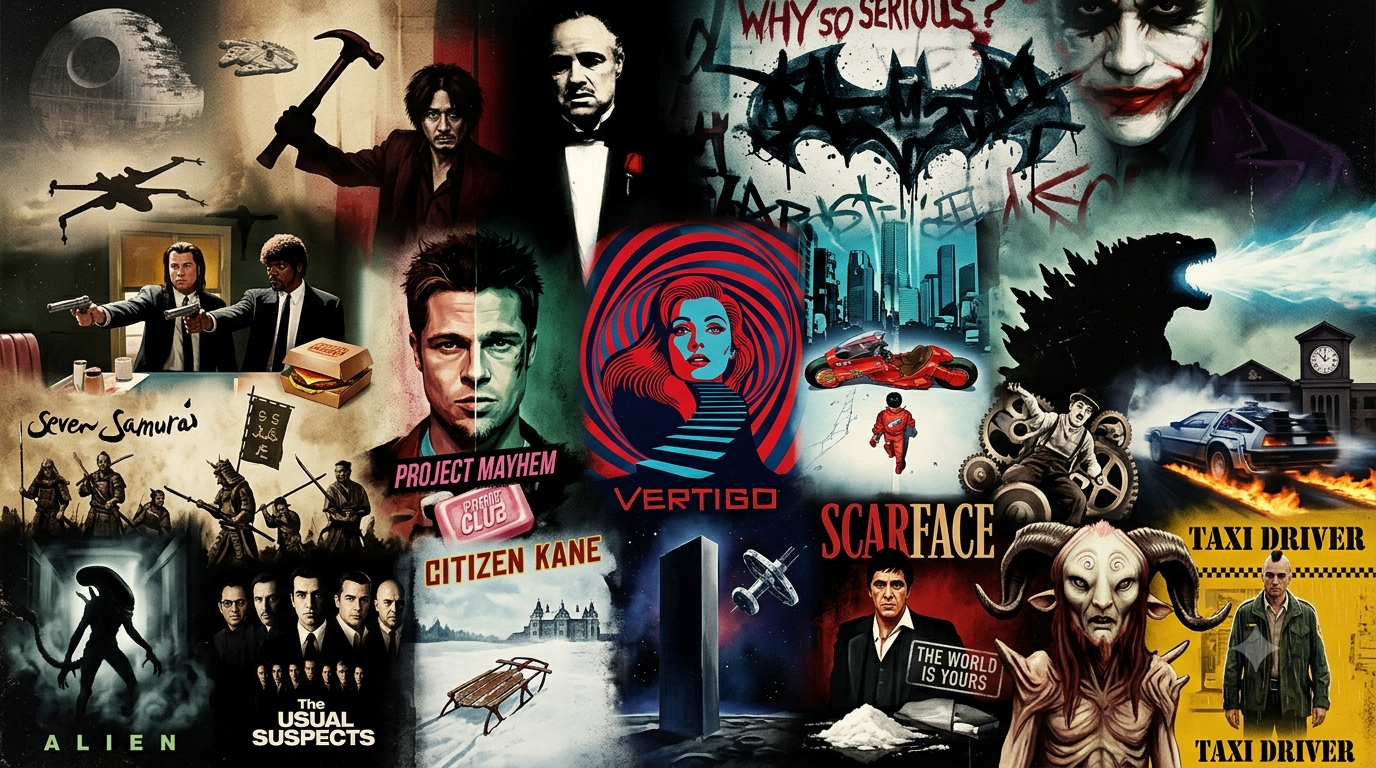 WHY SO SERIOUS?
Seven Samurai
PROJECT MAYHEM
CLUB
VERTIGO
SCARFACE
THE WORLD
IS YOURS
TAXI DRIVER
CITIZEN KANE
ALIEN
The
USUAL
SUSPECTS
TAXI DRIVER